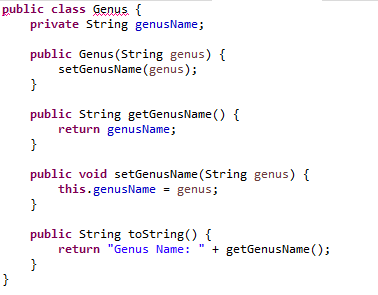 public class Genus {
private String genusName;
public Genus(String genus) {
setGenusName(genus);
}
public String getGenusName() {
return genusName;
}
public void setGenusName(String genus) {
this.genusName = genus;
}
public String toString() {
return "Genus Name: " + getGenusName();
}
}